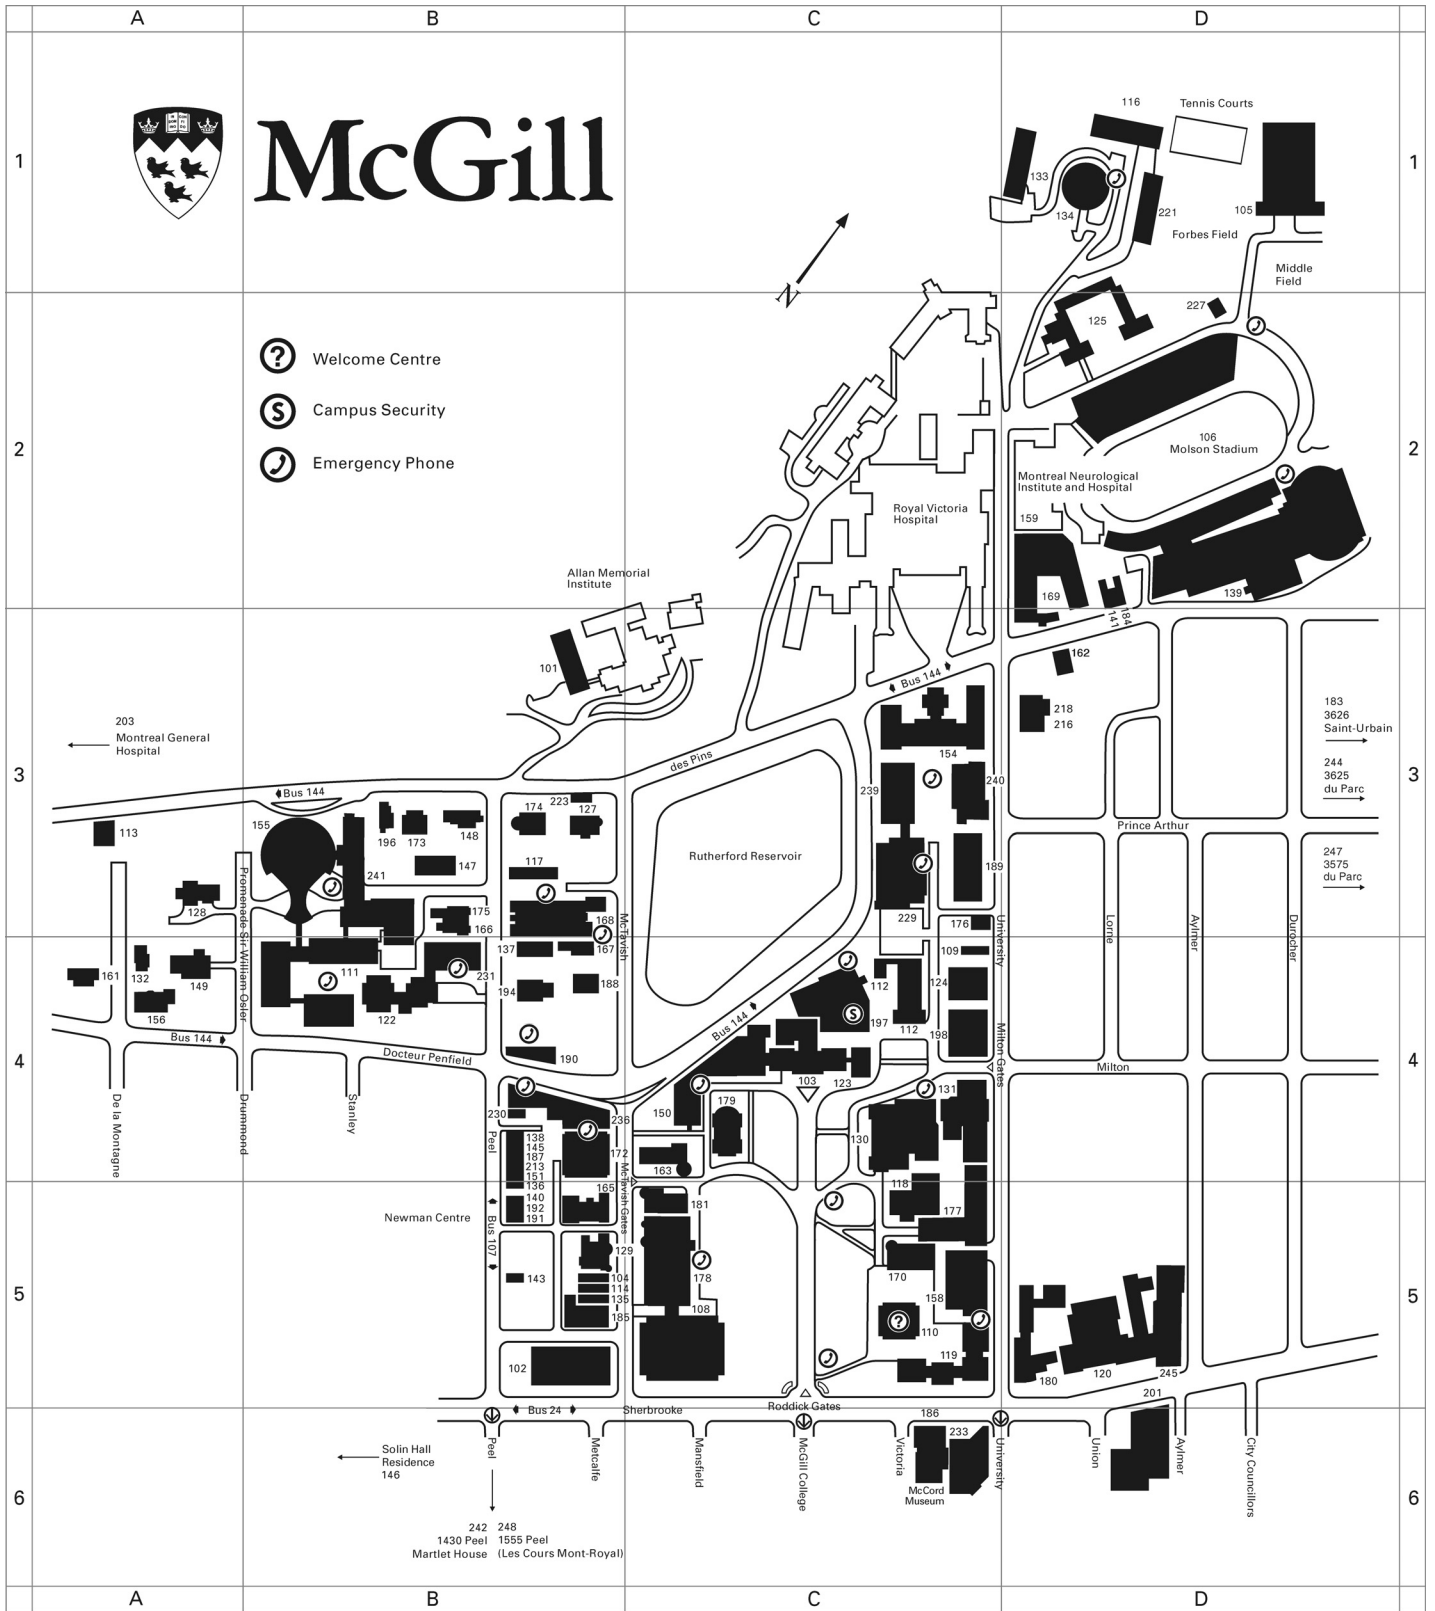 A
B
C
D
1
McGill
116
Tennis Courts
133
134
221
105
Forbes Field
Middle
Field
1
N
227
125
? Welcome Centre
S Campus Security
Emergency Phone
2
106
Molson Stadium
2
Montreal Neurological
Institute and Hospital
Royal Victoria
Hospital
159
Allan Memorial
Institute
169
184
141
139
162
101
Bus 144
218
216
183
3626
Saint-Urbain
203
Montreal General
Hospital
154
des Pins
244
3625
du Parc
3
239
240
3
Bus 144
223
174
127
155
113
196
173
148
Prince Arthur
Rutherford Reservoir
147
117
189
247
3575
du Parc
241
128
175
168
229
176
166
Promenade Sir William Osler
McTavish
University
Lorne
Aylmer
Durocher
137
167
109
161
132
149
111
231
112
124
194
188
156
122
S
197
112
198
Bus 144
Bus 144
Docteur Penfield
190
Milton Gates
4
Milton
4
103
123
131
De la Montagne
Drummond
Stanley
230
236
150
179
Peel
138
145
187
213
151
136
172
130
163
McTavish Gates
118
165
140
192
191
181
177
Newman Centre
Bus 107
129
143
104
114
135
185
178
170
158
5
108
5
?
110
119
102
180
120
245
201
Bus 24
Sherbrooke
Roddick Gates
186
233
Peel
Metcalfe
Mansfield
McGill College
Victoria
University
Union
Aylmer
City Councillors
Solin Hall
Residence
146
McCord
Museum
6
6
242
1430 Peel
Martlet House
248
1555 Peel
(Les Cours Mont-Royal)
A
B
C
D